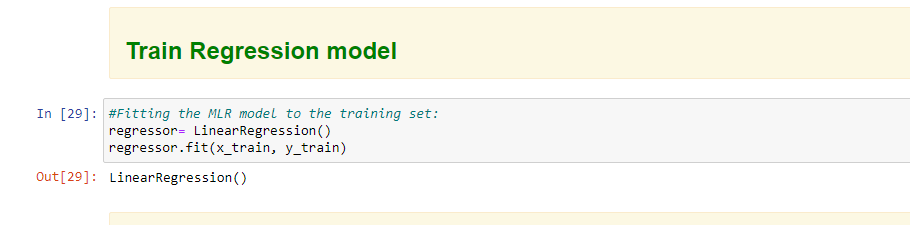 Train Regression model
In [29]: #Fitting the MLR model to the training set:
regressor= LinearRegression()
regressor.fit(x_train, y_train)
Out[29]: LinearRegression()